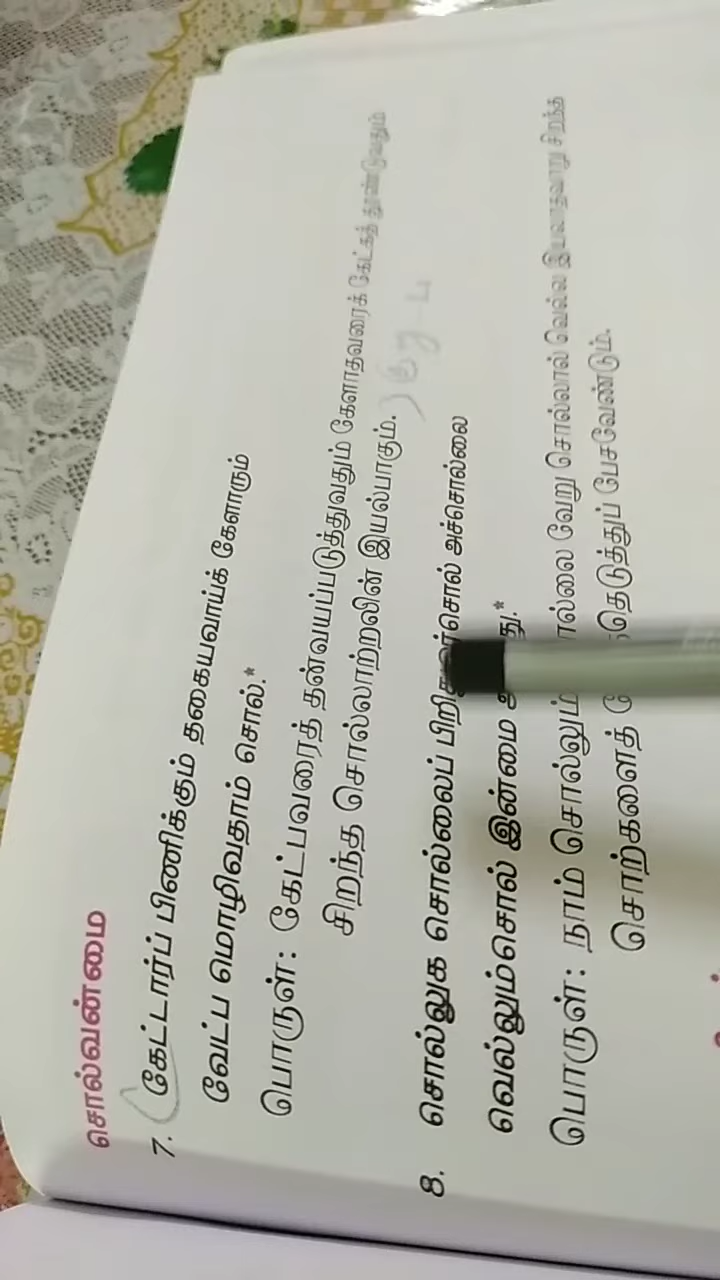 சொல்வன்மை
7. கேட்டார்ப் பிணிக்கும் தகையவாய்க் கேளாரும்
வேட்ப மொழிவதாம் சொல்.*
பொருள்: கேட்பவரைத் தன்வயப்படுத்துவதும் கேளாதவரைக் கேட்கத் தூண்டுவதும்
சிறந்த சொல்லாற்றலின் இயல்பாகும்.
8. சொல்லுக சொல்லைப் அச்சொல்லை
வெல்லும்சொல் இன்மை
பொருள்: நாம் சொல்லும் வேறு சொல்லால் வெல்ல இயலாதவாறு சிறந்த
சொற்களைத் பேசவேண்டும்.